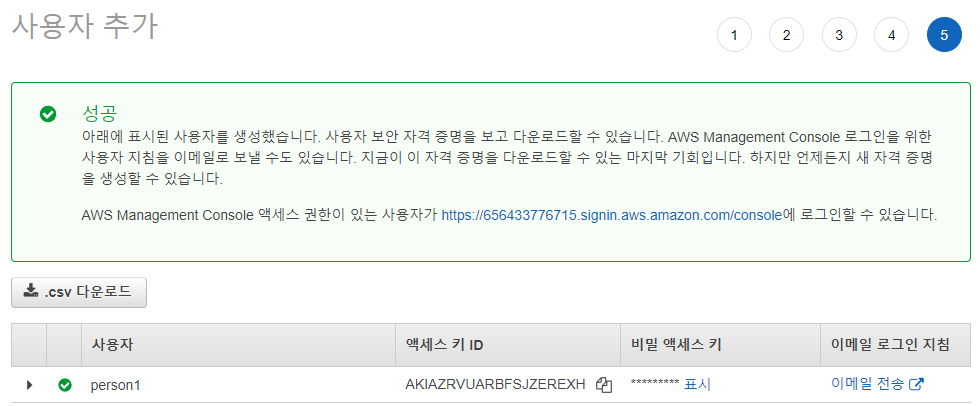 사용자 추가
1 2 3 4 5
성공
아래에 표시된 사용자를 생성했습니다. 사용자 보안 자격 증명을 보고 다운로드할 수 있습니다. AWS Management Console 로그인을 위한
사용자 지침을 이메일로 보낼 수도 있습니다. 지금이 이 자격 증명을 다운로드할 수 있는 마지막 기회입니다. 하지만 언제든지 새 자격 증명
을 생성할 수 있습니다.
AWS Management Console 액세스 권한이 있는 사용자가 https://656433776715.signin.aws.amazon.com/console에 로그인할 수 있습니다.
.csv 다운로드
사용자 액세스 키 ID 비밀 액세스 키 이메일 로그인 지침
person1 AKIAZRVUARBFSJZEREXH ********* 표시 이메일 전송